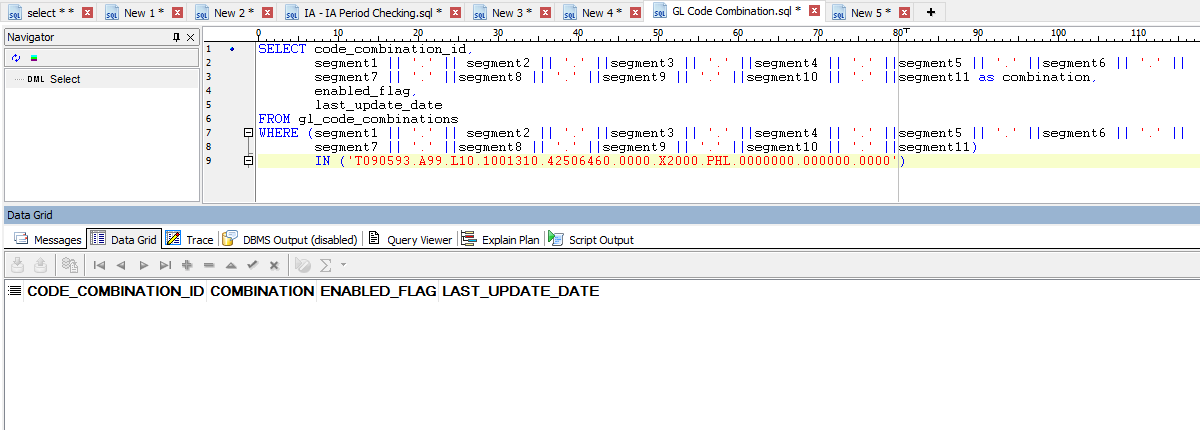 select * * New 1 * New 2 * IA - IA Period Checking.sql * New 3 * New 4 * GL Code Combination.sql * New 5 * +
Navigator
DML Select
0 10 20 30 40 50 60 70 80 90 100 110
1 SELECT code_combination_id,
2 segment1 || '.' || segment2 || '.' ||segment3 || '.' ||segment4 || '.' ||segment5 || '.' ||segment6 || '.' ||
3 segment7 || '.' ||segment8 || '.' ||segment9 || '.' ||segment10 || '.' ||segment11 as combination,
4 enabled_flag,
5 last_update_date
6 FROM gl_code_combinations
7 WHERE (segment1 || '.' || segment2 || '.' ||segment3 || '.' ||segment4 || '.' ||segment5 || '.' ||segment6 || '.' ||
8 segment7 || '.' ||segment8 || '.' ||segment9 || '.' ||segment10 || '.' ||segment11)
9 IN ('T090593.A99.L10.1001310.42506460.0000.X2000.PHL.0000000.000000.0000')
Data Grid
Messages Data Grid Trace DBMS Output (disabled) Query Viewer Explain Plan Script Output
CODE_COMBINATION_ID COMBINATION ENABLED_FLAG LAST_UPDATE_DATE